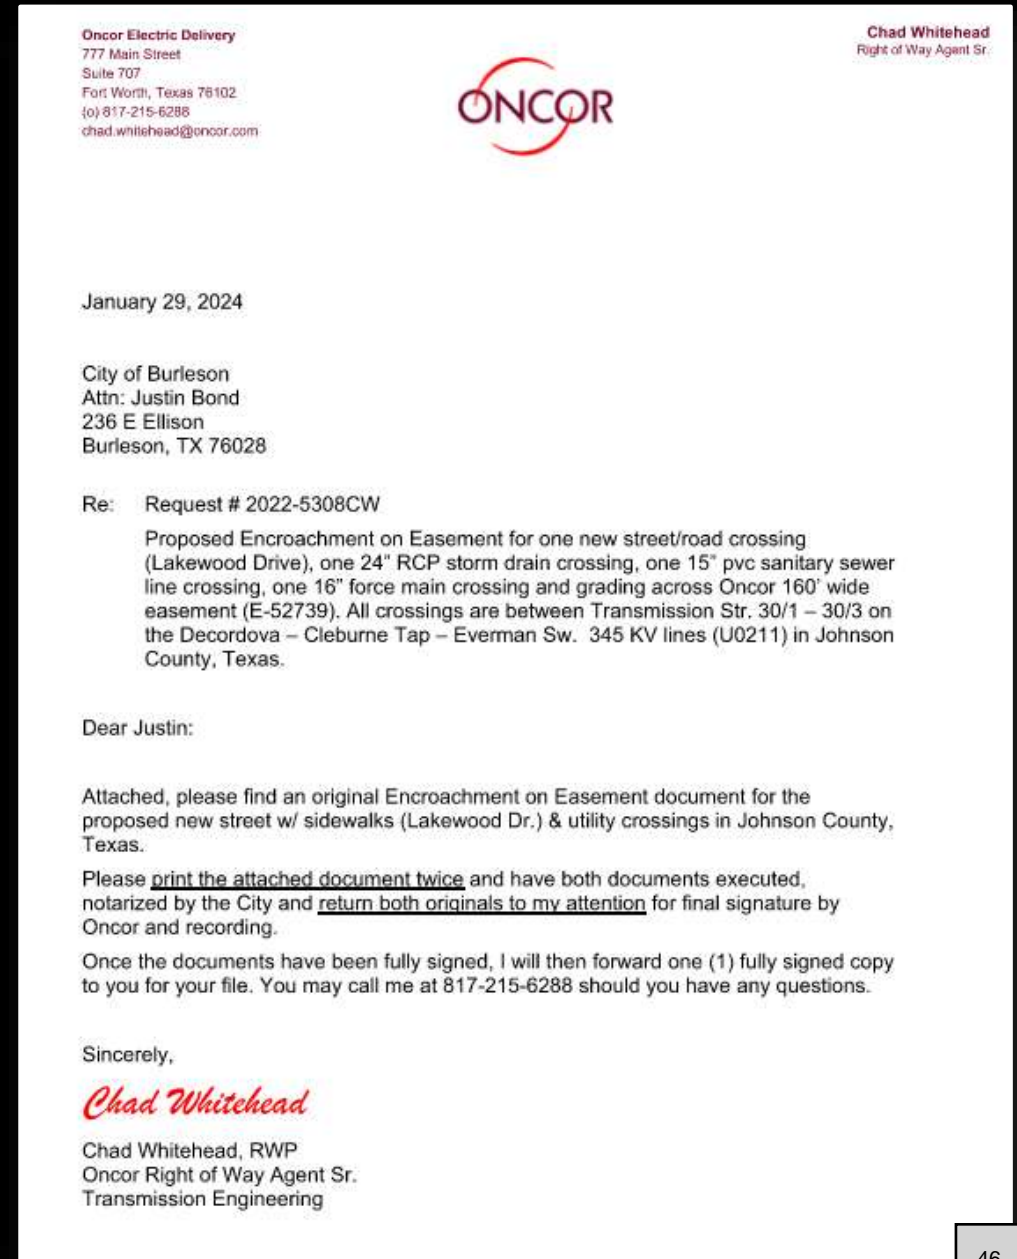 Oncor Electric Delivery
777 Main Street
Suite 707
Fort Worth, Texas 76102
(o) 817-215-6288
chad.whitehead@oncor.com
Chad Whitehead
Right of Way Agent Sr.
ONCOR
January 29, 2024
City of Burleson
Attn: Justin Bond
236 E Ellison
Burleson, TX 76028
Re: Request # 2022-5308CW
Proposed Encroachment on Easement for one new street/road crossing
(Lakewood Drive), one 24" RCP storm drain crossing, one 15" pvc sanitary sewer
line crossing, one 16" force main crossing and grading across Oncor 160' wide
easement (E-52739). All crossings are between Transmission Str. 30/1 – 30/3 on
the Decordova – Cleburne Tap – Everman Sw. 345 KV lines (U0211) in Johnson
County, Texas.
Dear Justin:
Attached, please find an original Encroachment on Easement document for the
proposed new street w/ sidewalks (Lakewood Dr.) & utility crossings in Johnson County,
Texas.
Please print the attached document twice and have both documents executed,
notarized by the City and return both originals to my attention for final signature by
Oncor and recording.
Once the documents have been fully signed, I will then forward one (1) fully signed copy
to you for your file. You may call me at 817-215-6288 should you have any questions.
Sincerely,
Chad Whitehead
Chad Whitehead, RWP
Oncor Right of Way Agent Sr.
Transmission Engineering
46